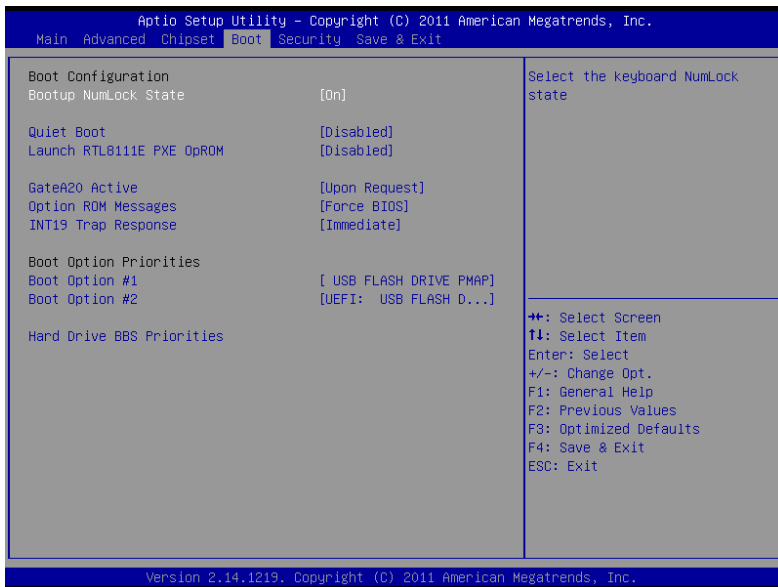 Aptio Setup Utility – Copyright (C) 2011 American Megatrends, Inc.
Main Advanced Chipset Boot Security Save & Exit
Boot Configuration
Bootup NumLock State [On]
Quiet Boot [Disabled]
Launch RTL8111E PXE OpROM [Disabled]
GateA20 Active [Upon Request]
Option ROM Messages [Force BIOS]
INT19 Trap Response [Immediate]
Boot Option Priorities
Boot Option #1 [ USB FLASH DRIVE PMAP]
Boot Option #2 [UEFI: USB FLASH D...]
Hard Drive BBS Priorities
Select the keyboard NumLock
state
→←: Select Screen
↑↓: Select Item
Enter: Select
+/-: Change Opt.
F1: General Help
F2: Previous Values
F3: Optimized Defaults
F4: Save & Exit
ESC: Exit
Version 2.14.1219. Copyright (C) 2011 American Megatrends, Inc.